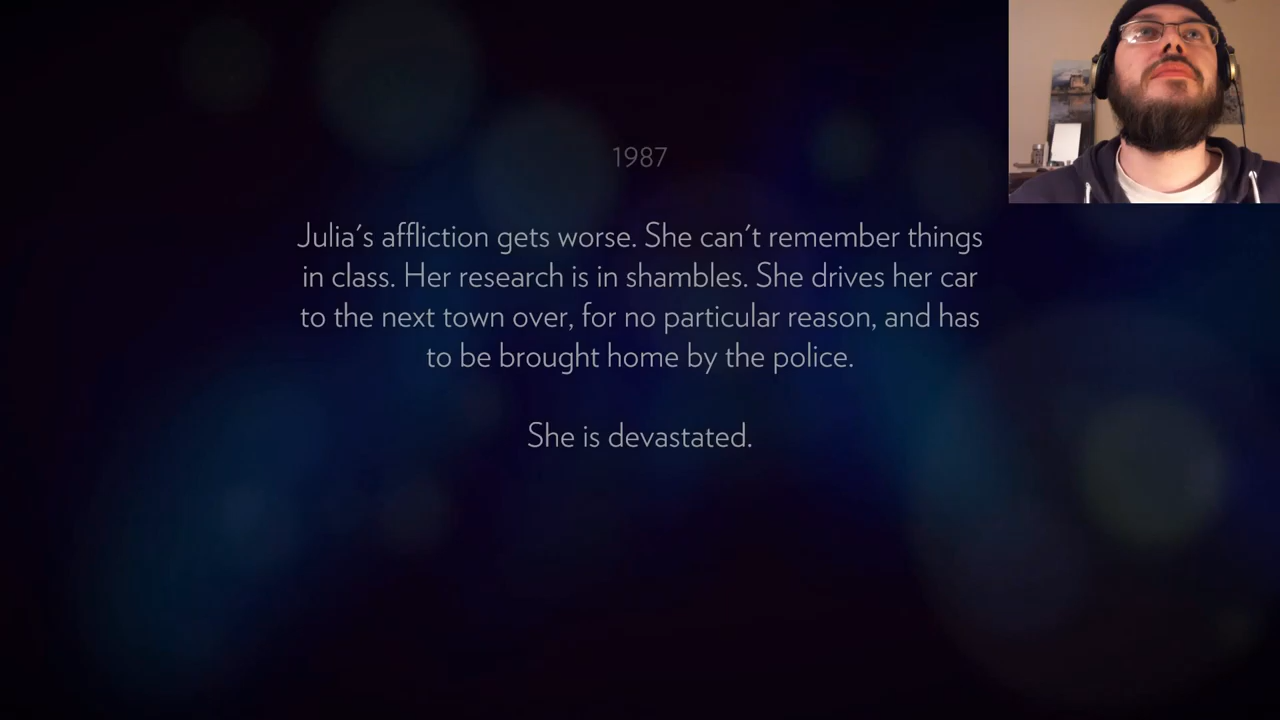 1987
Julia's affliction gets worse. She can't remember things
in class. Her research is in shambles. She drives her car
to the next town over, for no particular reason, and has
to be brought home by the police.
She is devastated.